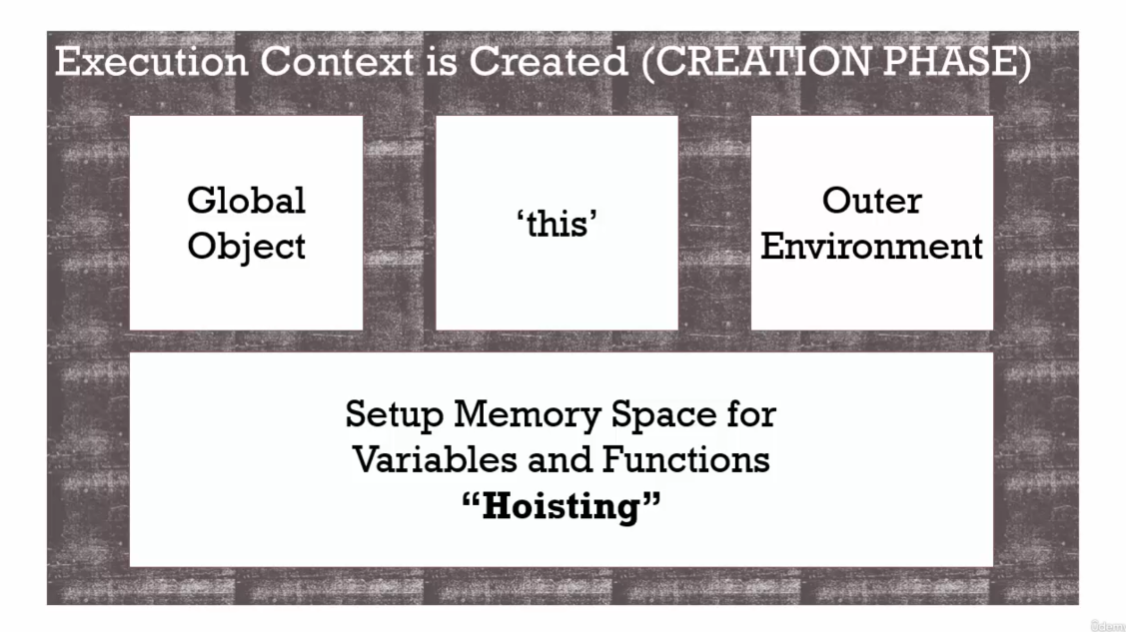 Execution Context is Created (CREATION PHASE)
Global
Object
‘this’
Outer
Environment
Setup Memory Space for
Variables and Functions
“Hoisting”